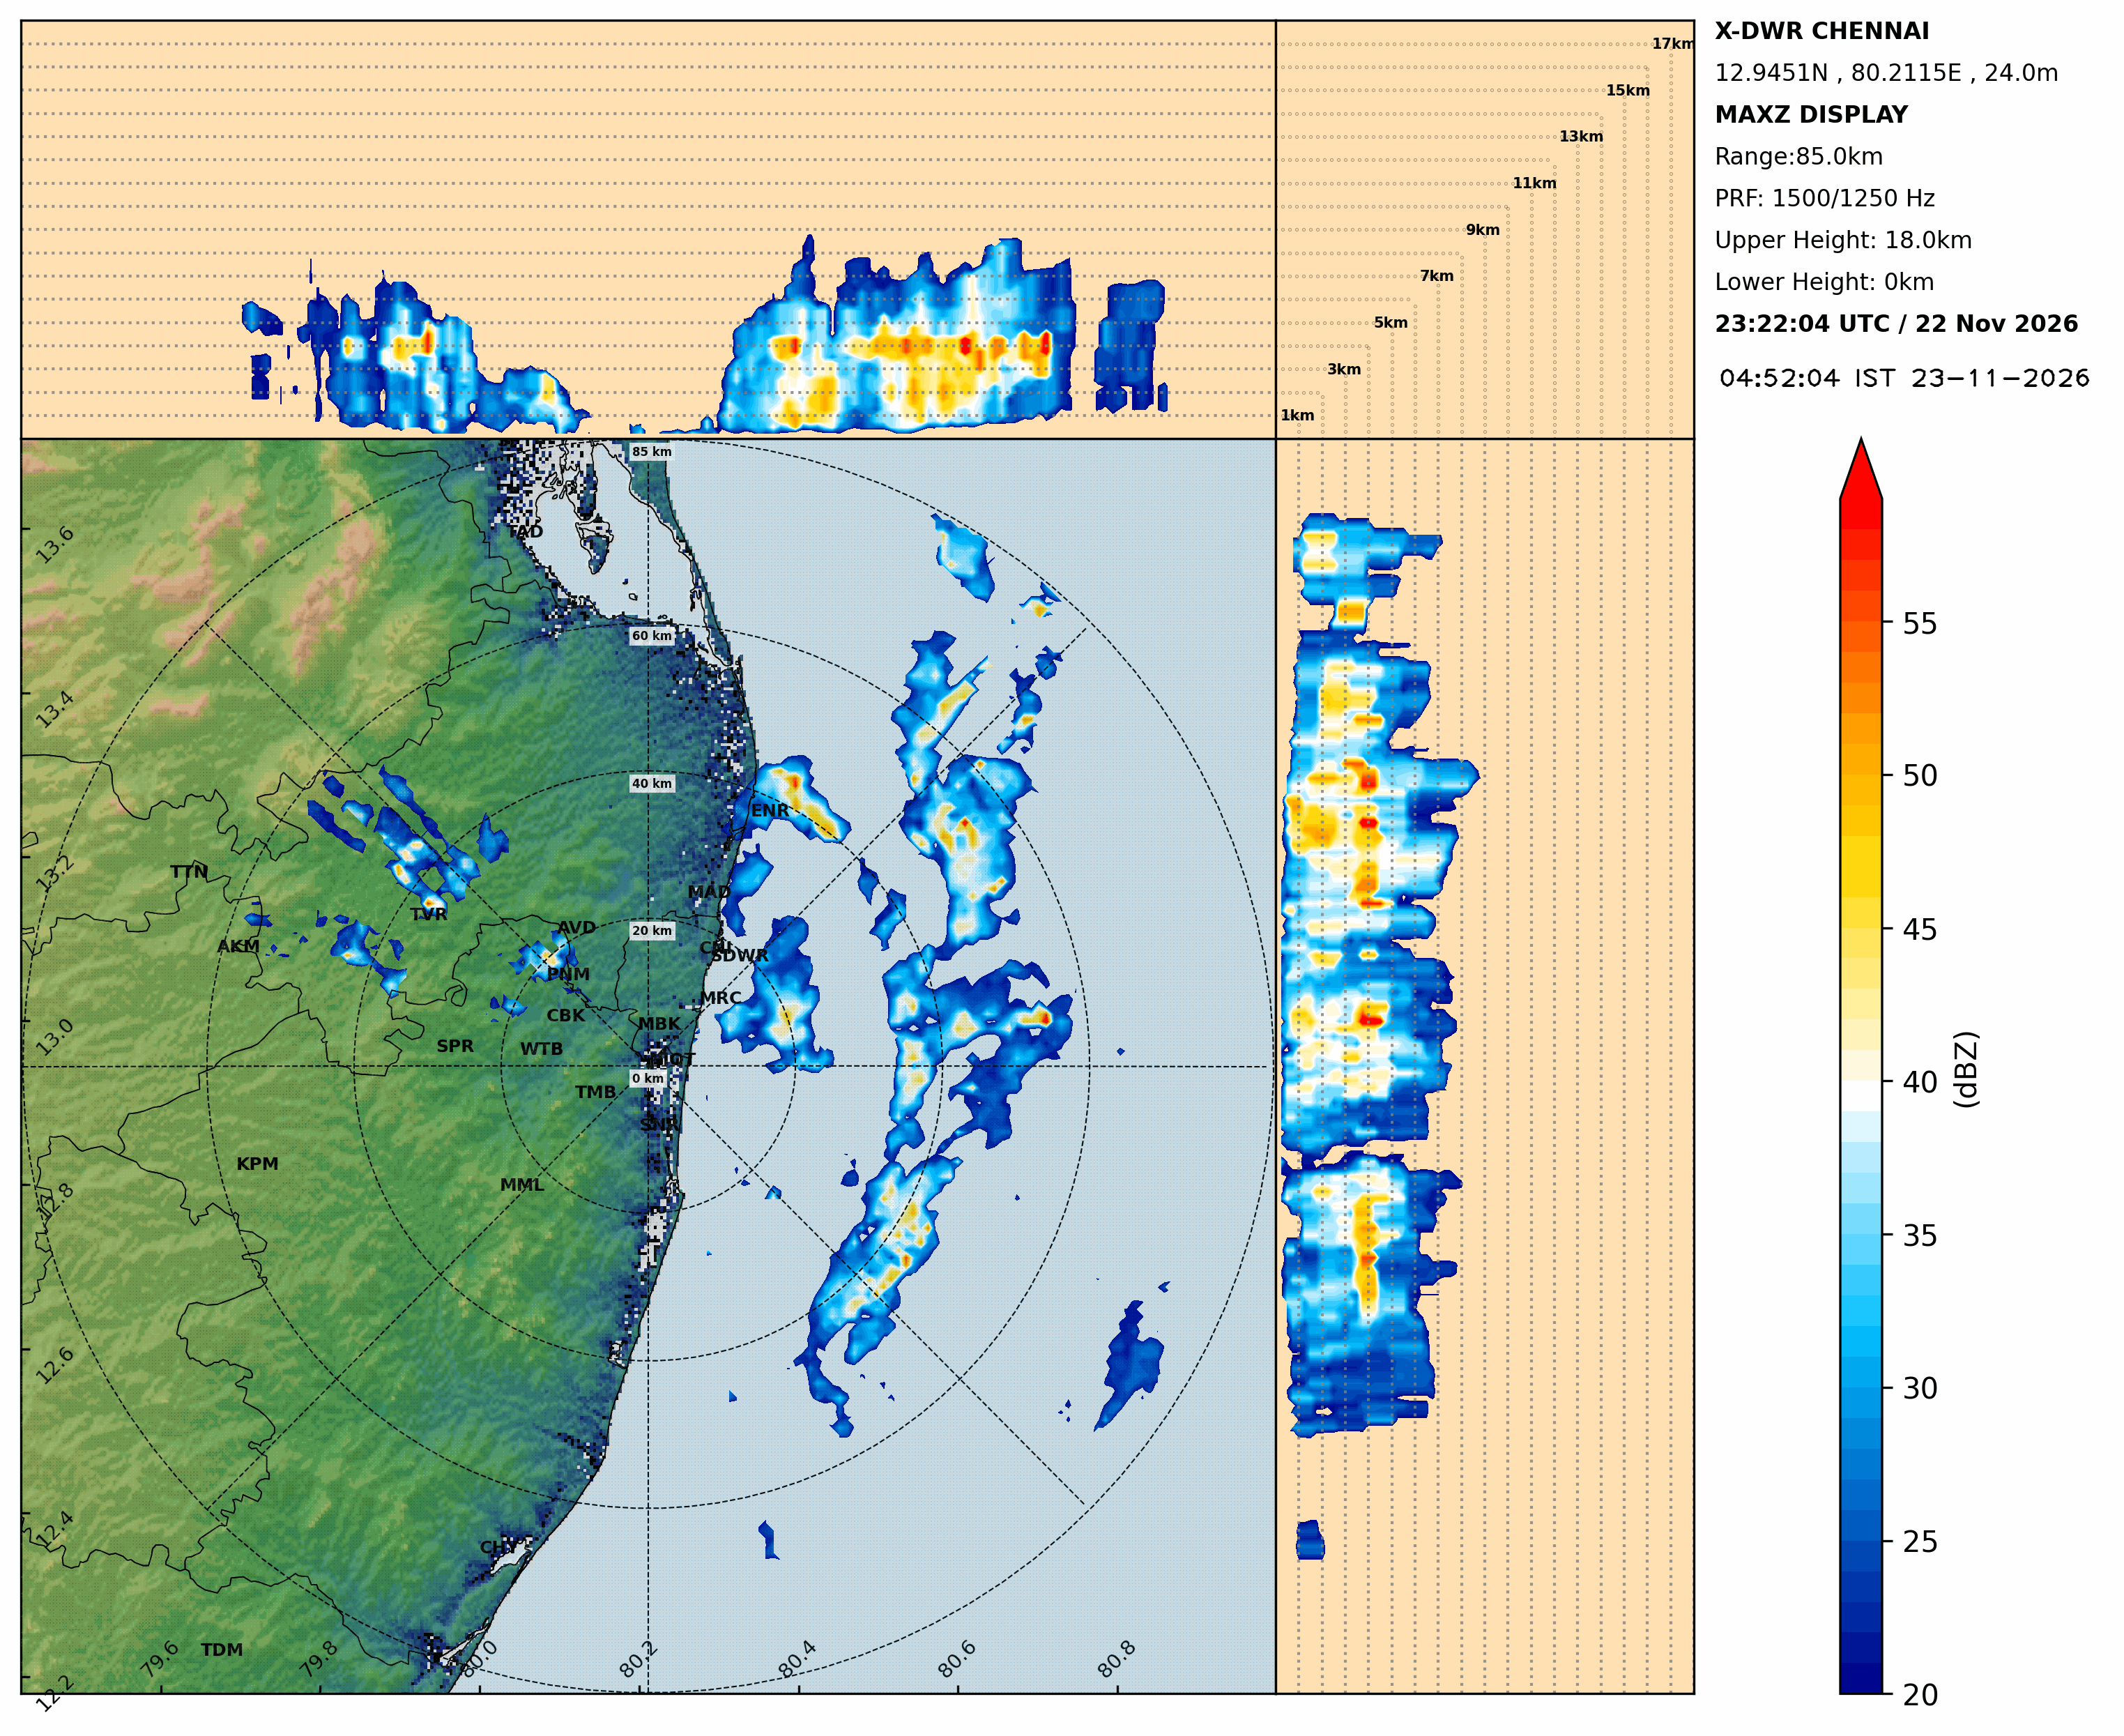 X-DWR CHENNAI
12.9451N , 80.2115E , 24.0m
MAXZ DISPLAY
Range:85.0km
PRF: 1500/1250 Hz
Upper Height: 18.0km
Lower Height: 0km
23:22:04 UTC / 22 Nov 2026
04:52:04 IST 23-11-2026
17km
15km
13km
11km
9km
7km
5km
3km
1km
85 km
TAD
13.6
60 km
13.4
40 km
ENR
13.2
TTN
MAD
TVR
AVD
20 km
AKM
CNI
SDWR
PNM
MRC
CBK
MBK
13.0
SPR
WTB
MOT
0 km
TMB
SNR
KPM
MML
12.8
12.6
12.4
CHY
TDM
12.2
79.6
79.8
80.0
80.2
80.4
80.6
80.8
55
50
45
40
35
30
25
20
(dBZ)